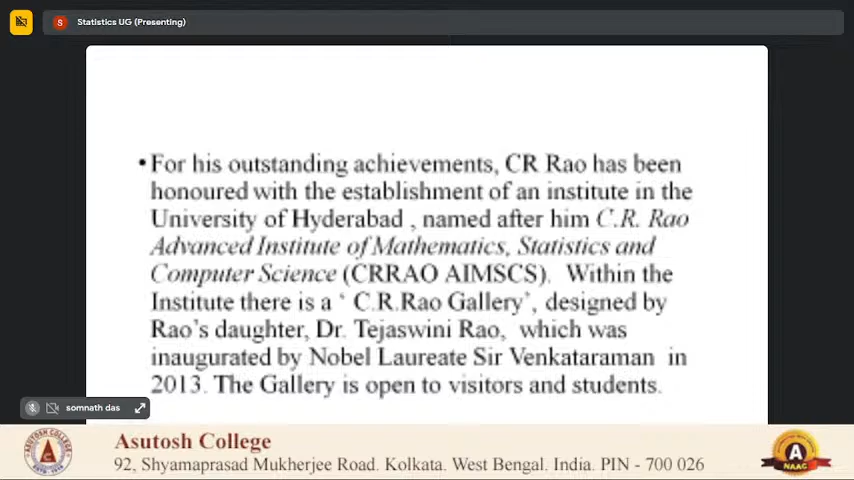 S Statistics UG (Presenting)
•For his outstanding achievements, CR Rao has been
honoured with the establishment of an institute in the
University of Hyderabad , named after him C.R. Rao
Advanced Institute of Mathematics, Statistics and
Computer Science (CRRAO AIMSCS). Within the
Institute there is a ‘ C.R.Rao Gallery’, designed by
Rao’s daughter, Dr. Tejaswini Rao, which was
inaugurated by Nobel Laureate Sir Venkataraman in
2013. The Gallery is open to visitors and students.
somnath das
ASUTOSH COLLEGE
Asutosh College
92, Shyamaprasad Mukherjee Road. Kolkata. West Bengal. India. PIN - 700 026
A
NAAC